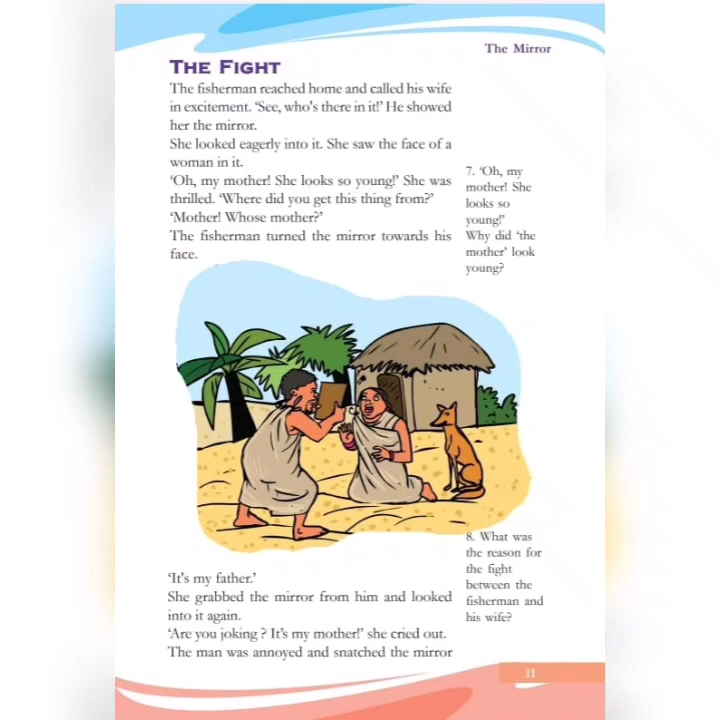 The Mirror
THE FIGHT
The fisherman reached home and called his wife
in excitement. 'See, who's there in it!' He showed
her the mirror.
She looked eagerly into it. She saw the face of a
woman in it.
'Oh, my mother! She looks so young!' She was
thrilled. 'Where did you get this thing from?'
'Mother! Whose mother?'
The fisherman turned the mirror towards his
face.
7. 'Oh, my
mother! She
looks so
young!'
Why did 'the
mother' look
young?
'It's my father.'
She grabbed the mirror from him and looked
into it again.
'Are you joking ? It's my mother!' she cried out.
The man was annoyed and snatched the mirror
8. What was
the reason for
the fight
between the
fisherman and
his wife?
31